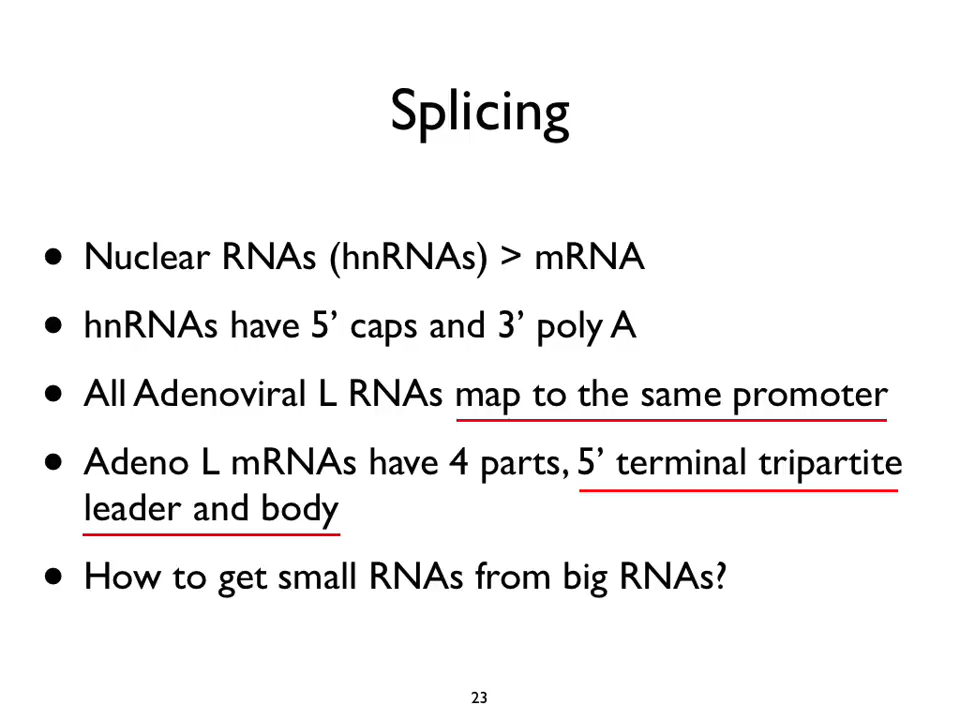 Splicing
• Nuclear RNAs (hnRNAs) > mRNA
• hnRNAs have 5’ caps and 3’ poly A
• All Adenoviral L RNAs map to the same promoter
• Adeno L mRNAs have 4 parts, 5’ terminal tripartite
leader and body
• How to get small RNAs from big RNAs?
23